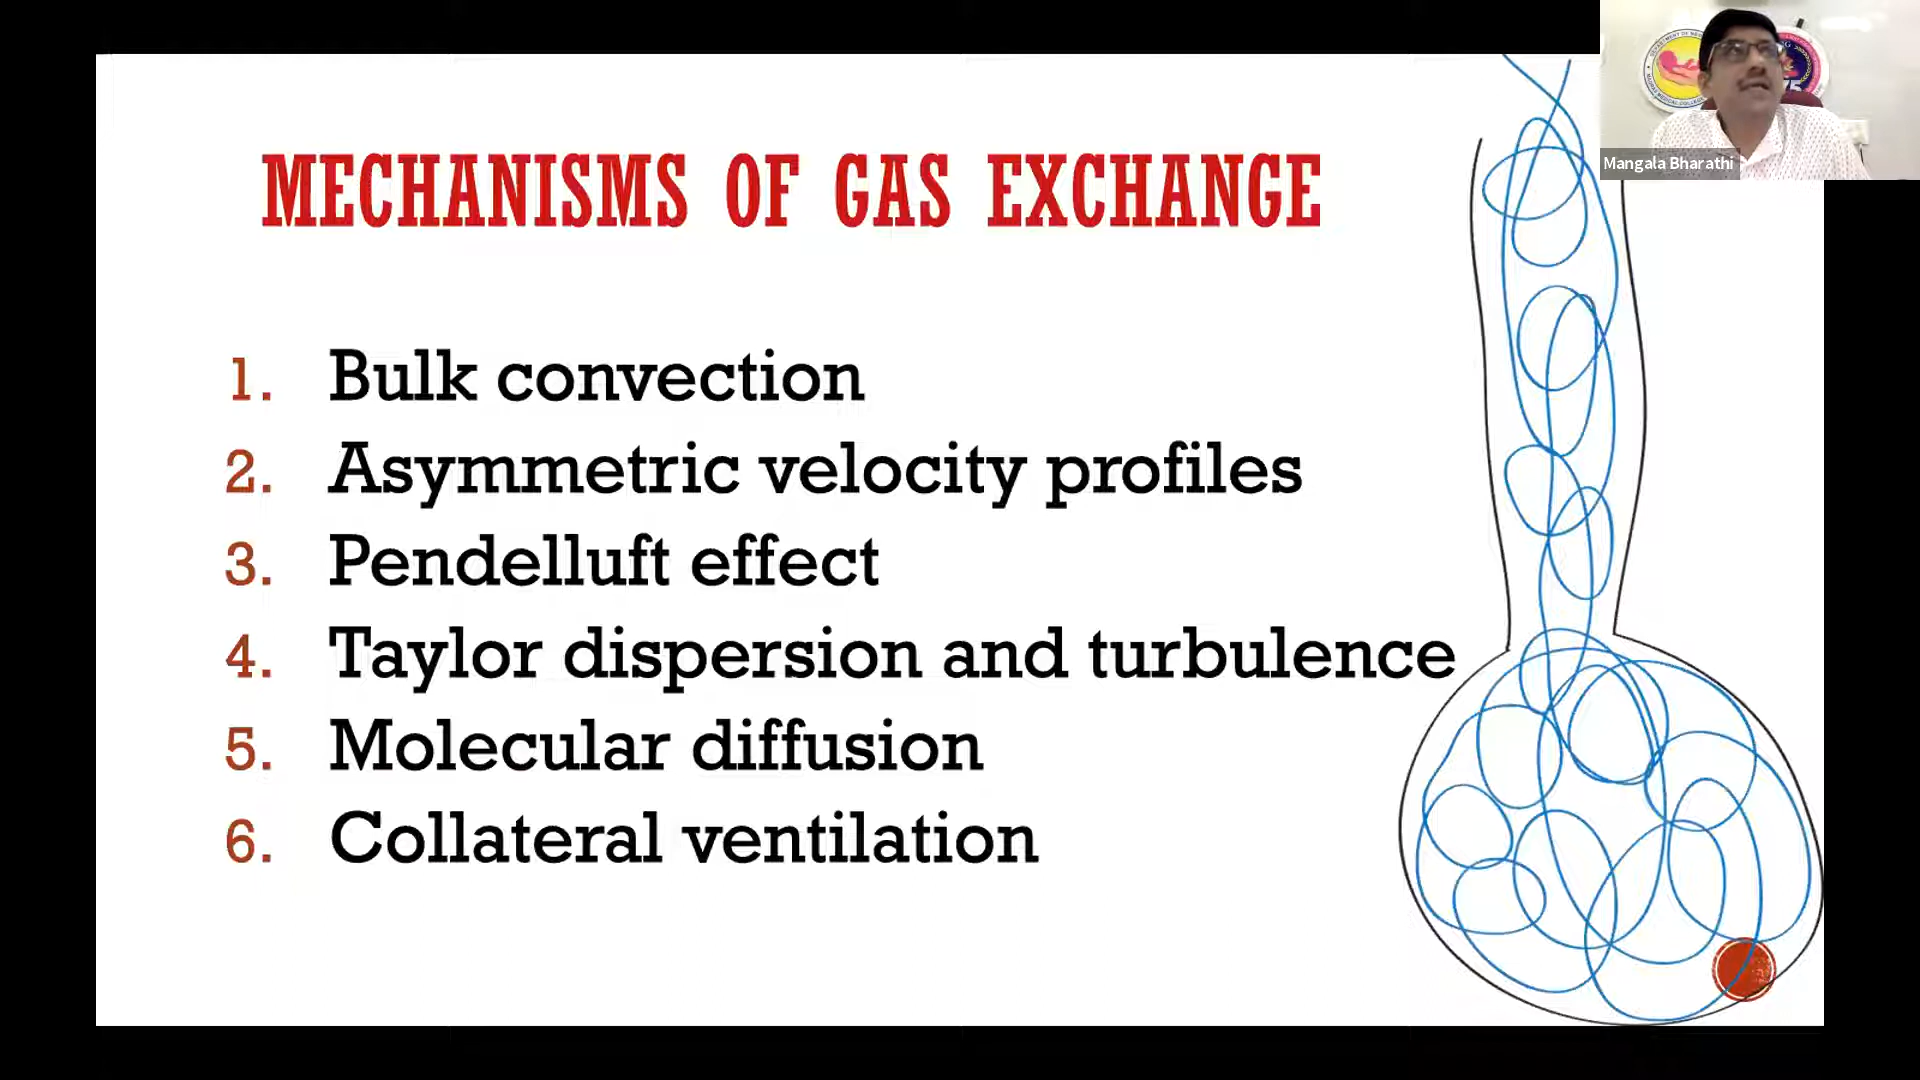 MECHANISMS OF GAS EXCHANGE
1. Bulk convection
2. Asymmetric velocity profiles
3. Pendelluft effect
4. Taylor dispersion and turbulence
5. Molecular diffusion
6. Collateral ventilation
Mangala Bharathi